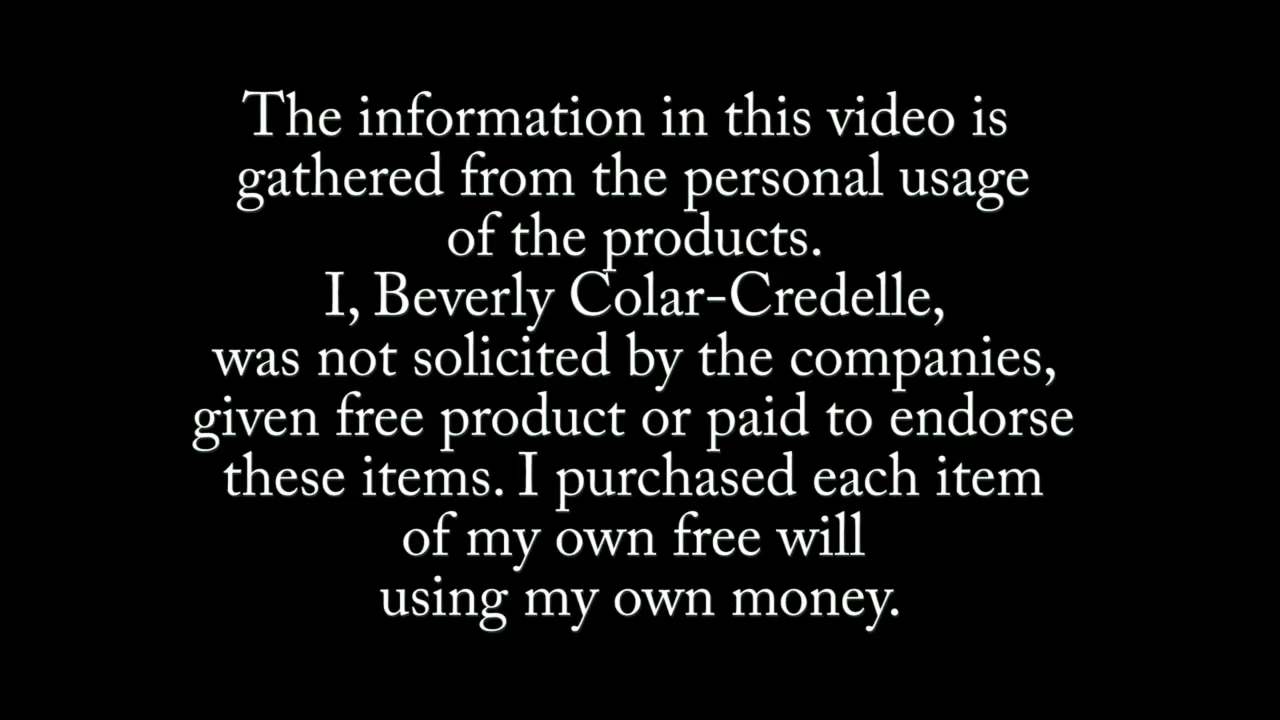 The information in this video is
gathered from the personal usage
of the products.
I, Beverly Colar-Credelle,
was not solicited by the companies,
given free product or paid to endorse
these items. I purchased each item
of my own free will
using my own money.